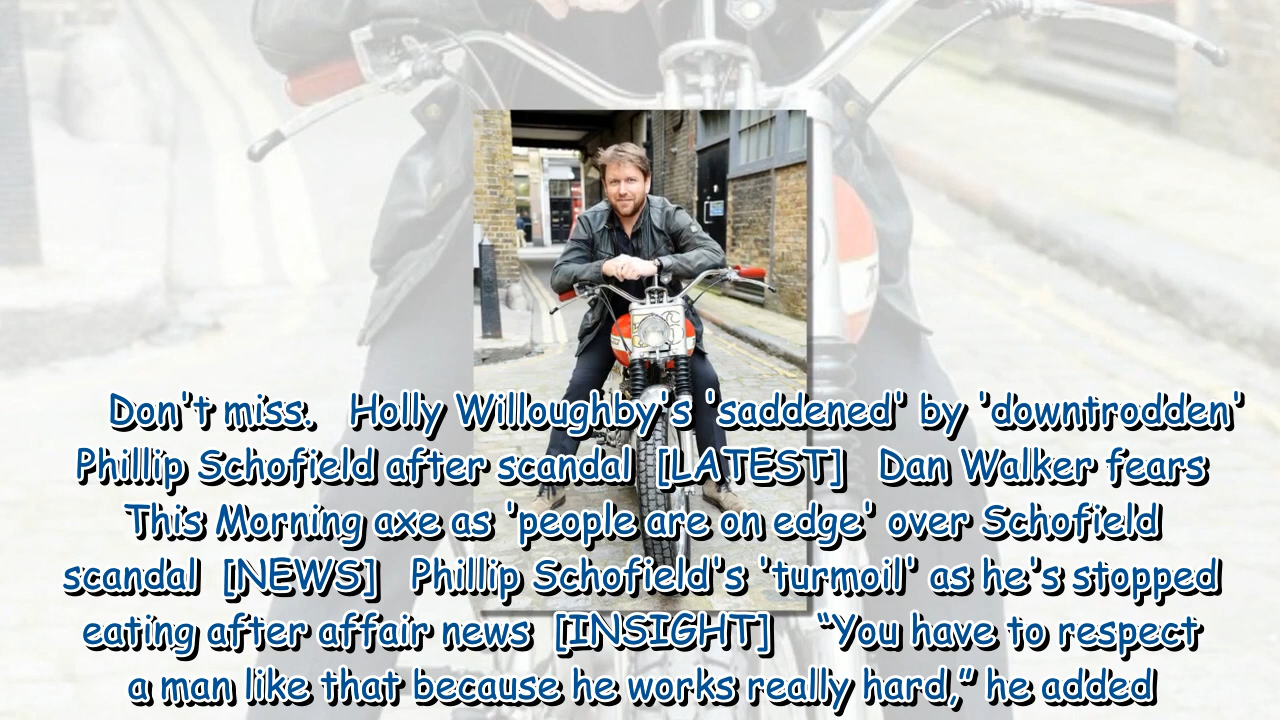 Don't miss. Holly Willoughby's 'saddened' by 'downtrodden'
Phillip Schofield after scandal [LATEST] Dan Walker fears
This Morning axe as 'people are on edge' over Schofield
scandal [NEWS] Phillip Schofield's 'turmoil' as he's stopped
eating after affair news [INSIGHT] “You have to respect
a man like that because he works really hard,” he added